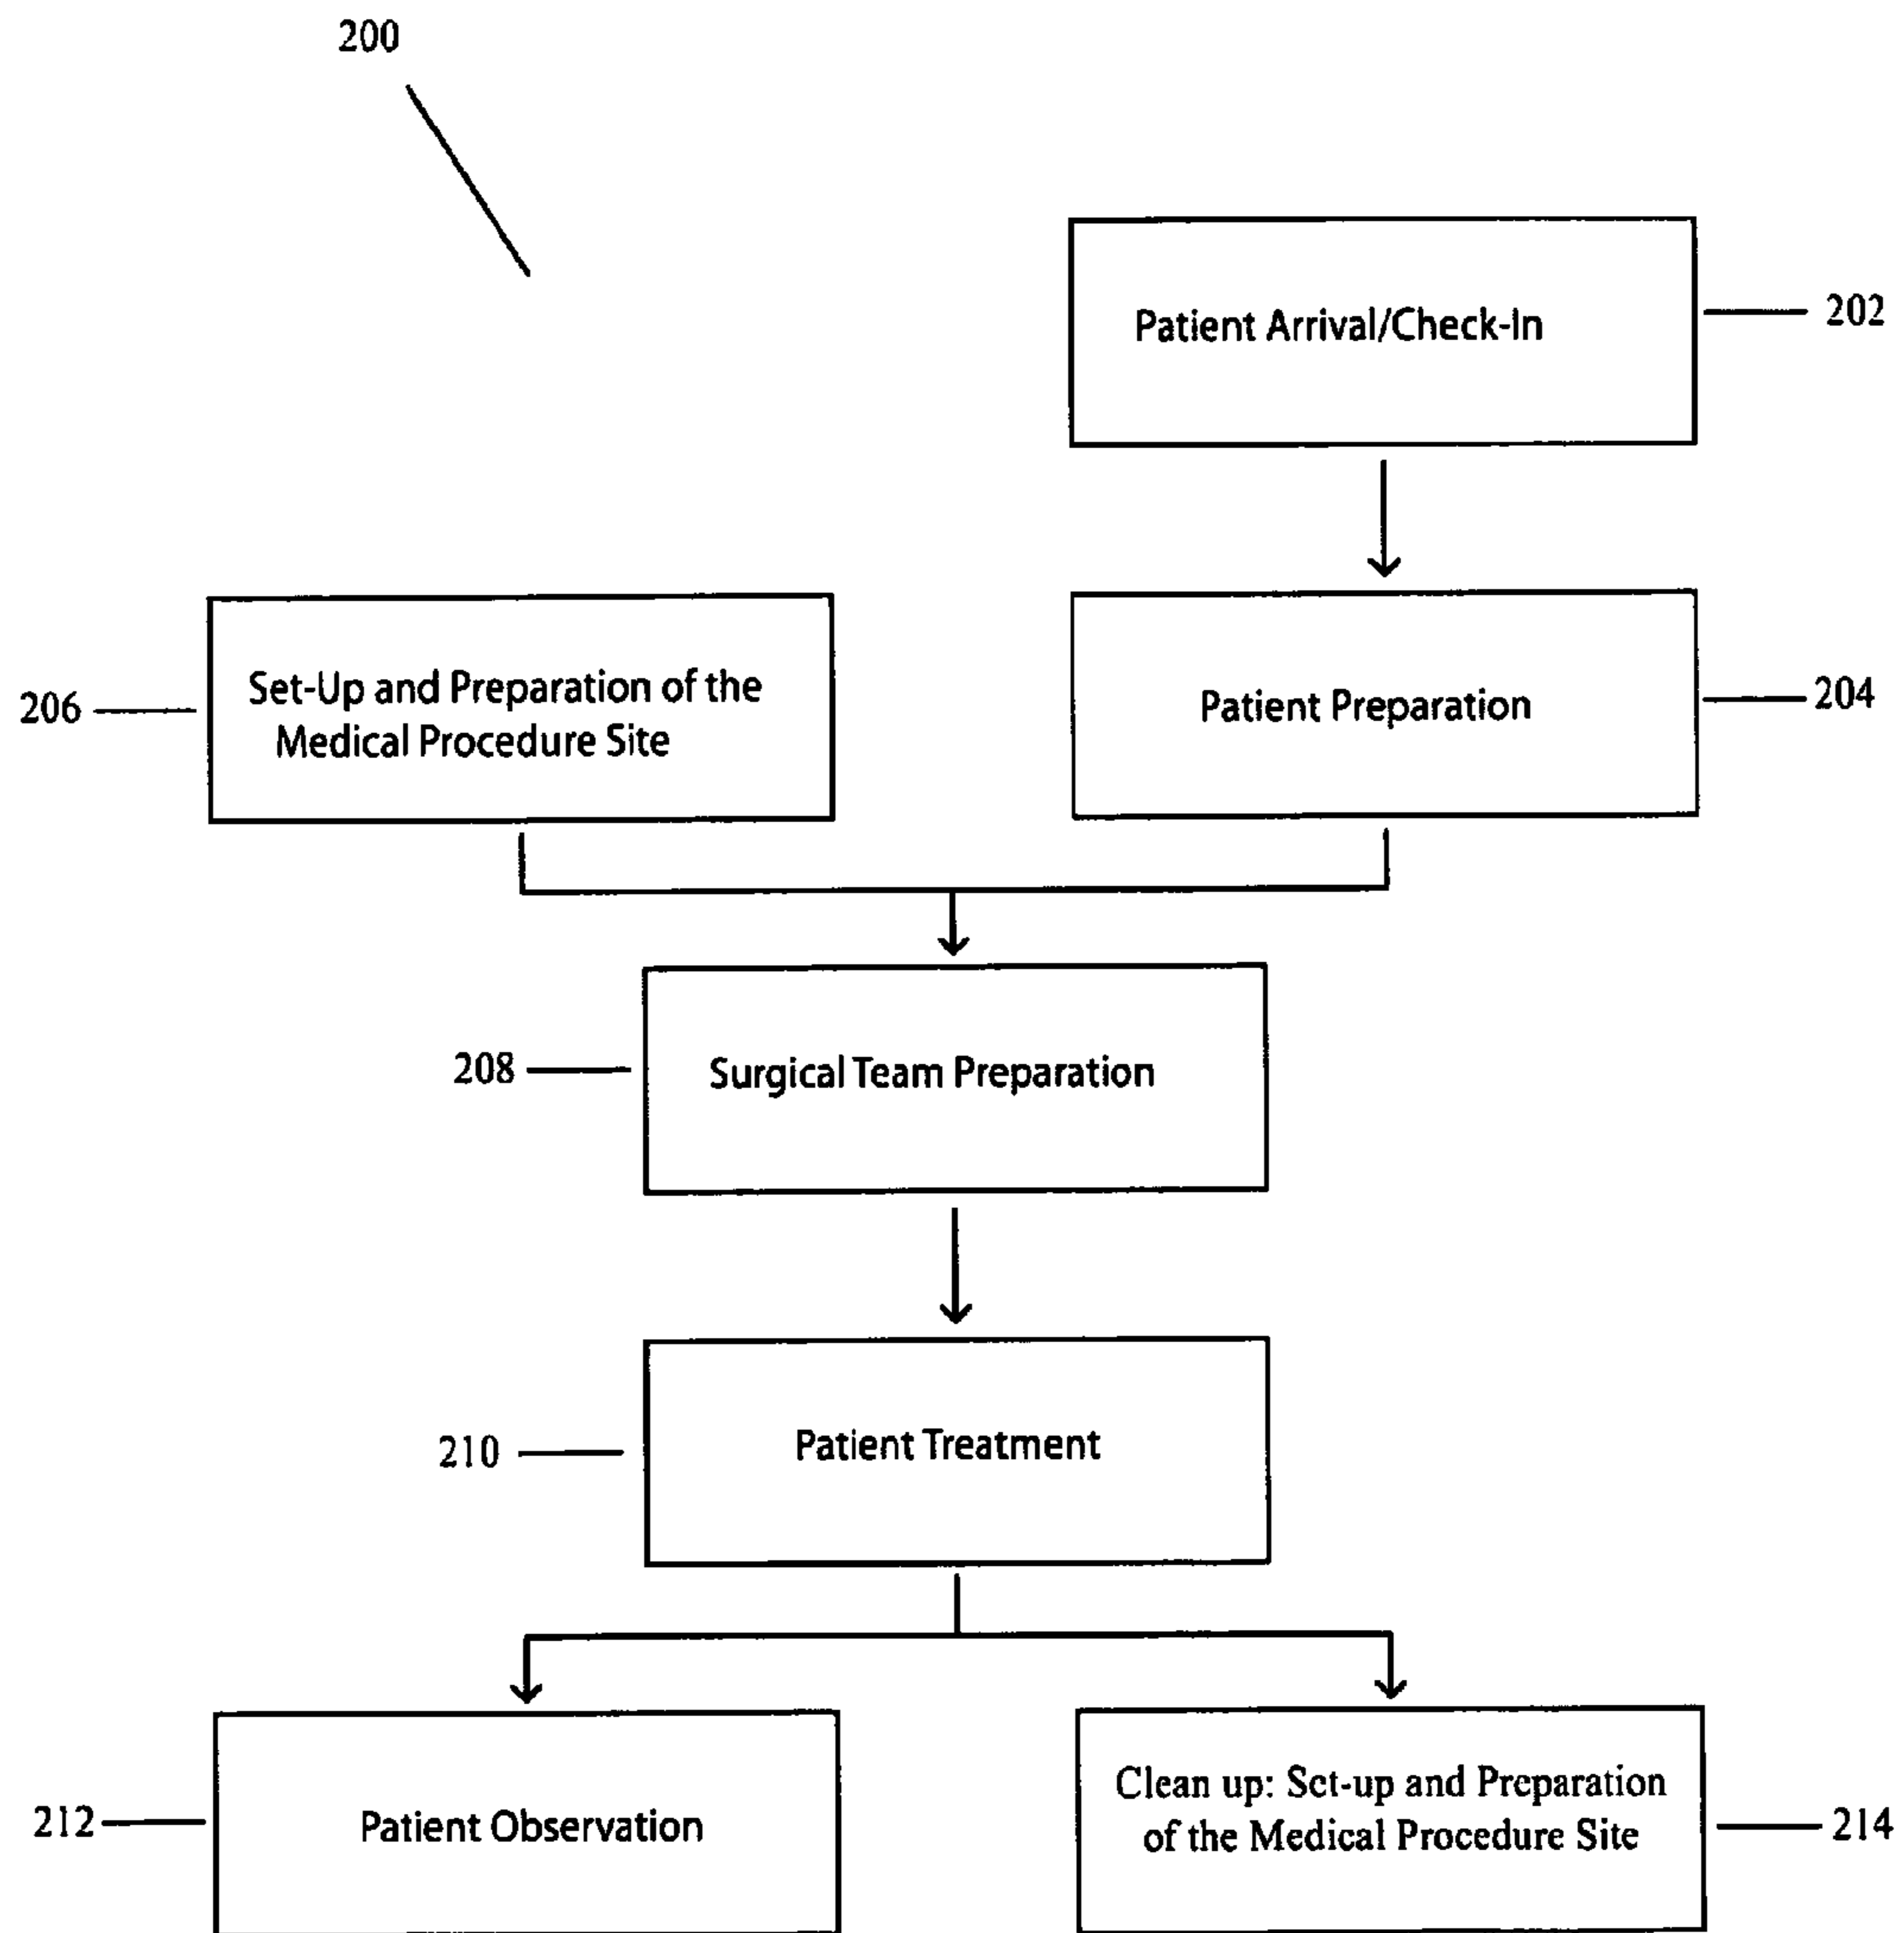 200
Patient Arrival/Check-In
202
206
Set-Up and Preparation of the
Medical Procedure Site
Patient Preparation
204
208
Surgical Team Preparation
210
Patient Treatment
212
Patient Observation
Clean up: Set-up and Preparation
of the Medical Procedure Site
214